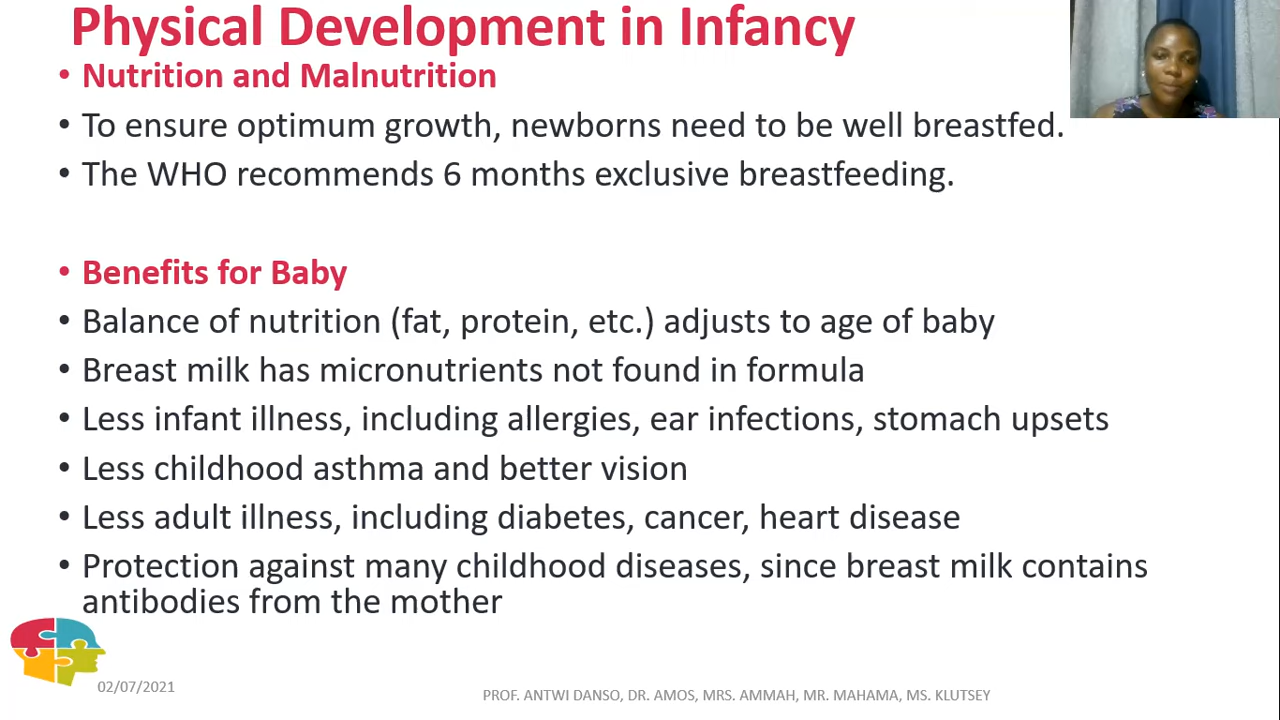 Physical Development in Infancy
• Nutrition and Malnutrition
• To ensure optimum growth, newborns need to be well breastfed.
• The WHO recommends 6 months exclusive breastfeeding.
• Benefits for Baby
• Balance of nutrition (fat, protein, etc.) adjusts to age of baby
• Breast milk has micronutrients not found in formula
• Less infant illness, including allergies, ear infections, stomach upsets
• Less childhood asthma and better vision
• Less adult illness, including diabetes, cancer, heart disease
• Protection against many childhood diseases, since breast milk contains
antibodies from the mother
02/07/2021
PROF. ANTWI DANSO, DR. AMOS, MRS. AMMAH, MR. MAHAMA, MS. KLUTSEY